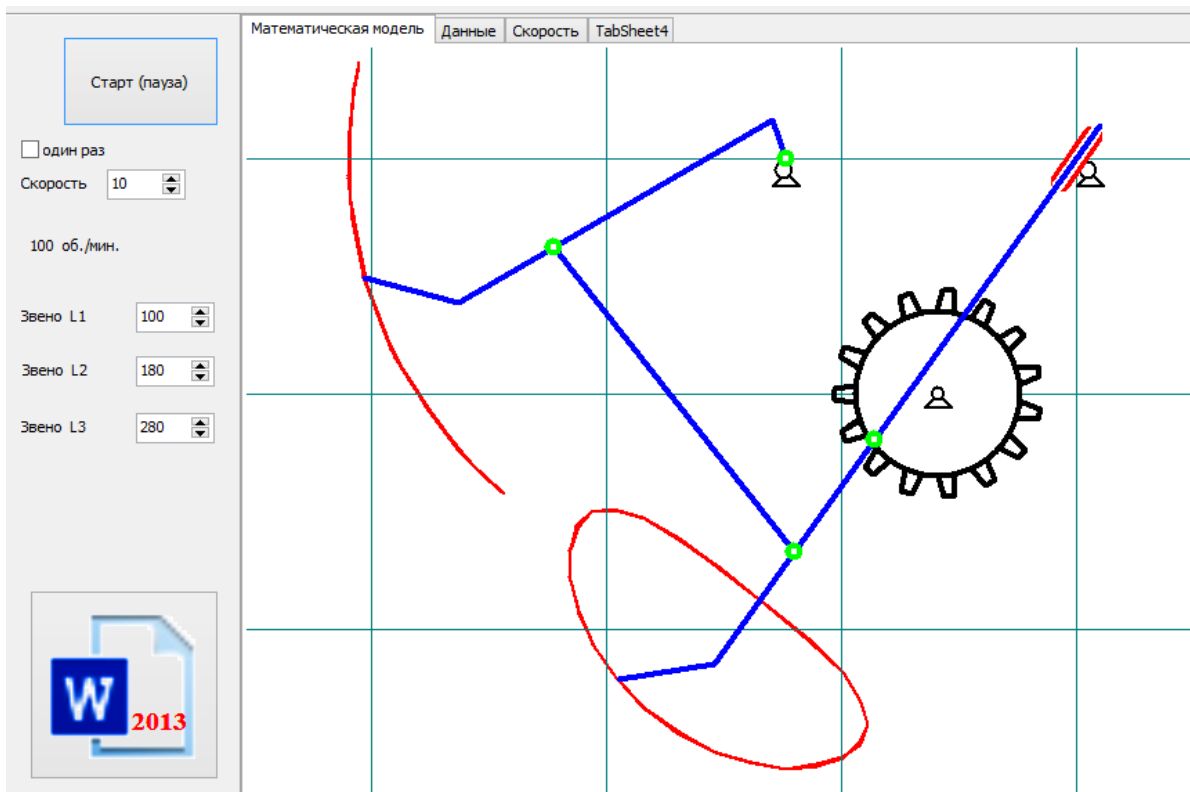 Математическая модель
Данные
Скорость
TabSheet4
Старт (пауза)
один раз
Скорость 10
100 об./мин.
Звено L1 100
Звено L2 180
Звено L3 280
W
2013